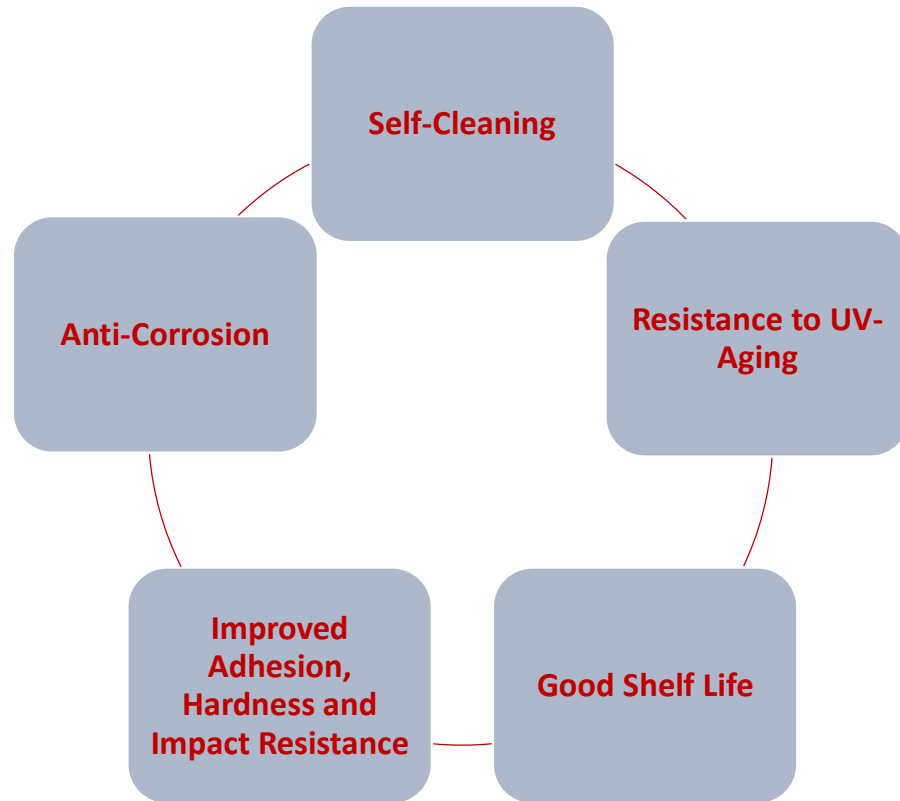 Self-Cleaning
Resistance to UV-
Aging
Good Shelf Life
Improved
Adhesion,
Hardness and
Impact Resistance
Anti-Corrosion